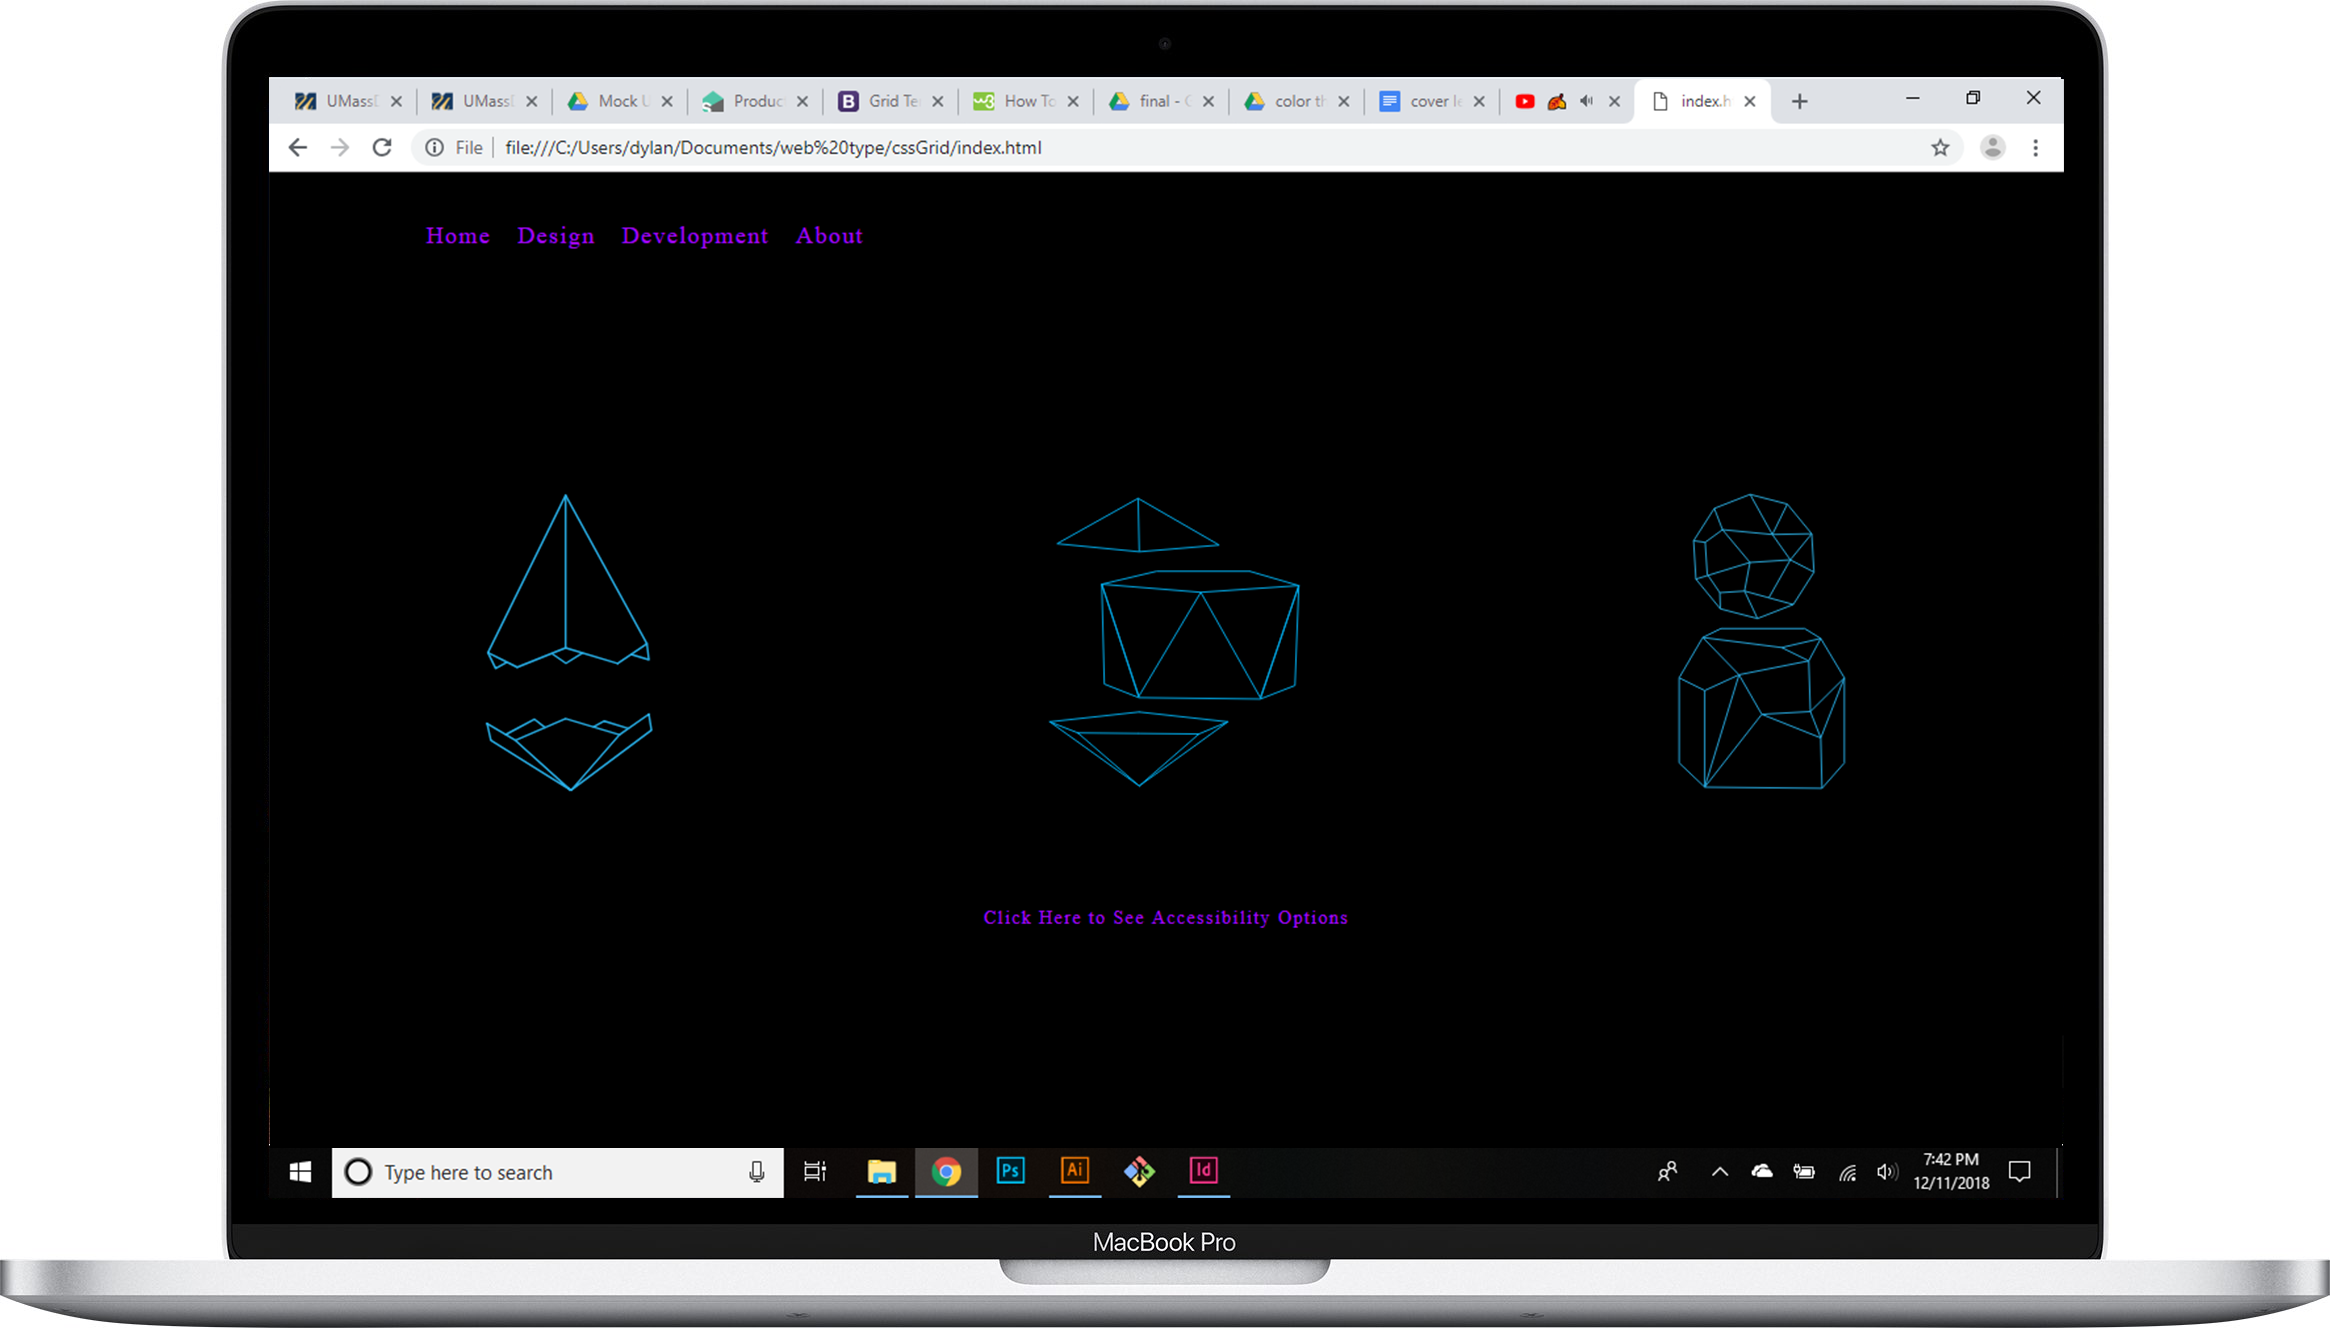 UMass
UMass
Mock U
Produc
Grid Te
How To
final -
color th
cover le
index.h
File
file:///C:/Users/dylan/Documents/web%20type/cssGrid/index.html
Home Design Development About
Click Here to See Accessibility Options
Type here to search
Ps
Ai
Id
7:42 PM
12/11/2018
MacBook Pro